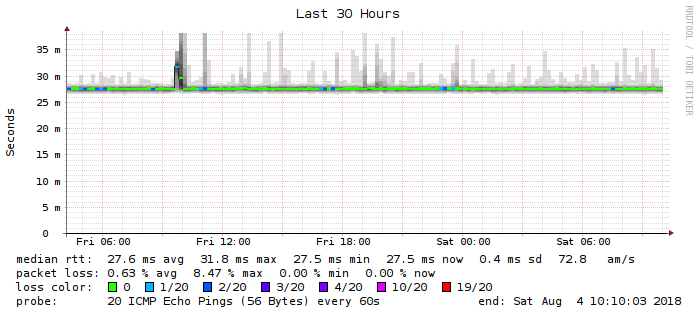 Last 30 Hours
RRDTOOL / TOBI OETIKER
Seconds
35 m
30 m
25 m
20 m
15 m
10 m
5 m
0
Fri 06:00 Fri 12:00 Fri 18:00 Sat 00:00 Sat 06:00
median rtt: 27.6 ms avg 31.8 ms max 27.5 ms min 27.5 ms now 0.4 ms sd 72.8 am/s
packet loss: 0.63 % avg 8.47 % max 0.00 % min 0.00 % now
loss color: 0 1/20 2/20 3/20 4/20 10/20 19/20
probe: 20 ICMP Echo Pings (56 Bytes) every 60s end: Sat Aug 4 10:10:03 2018